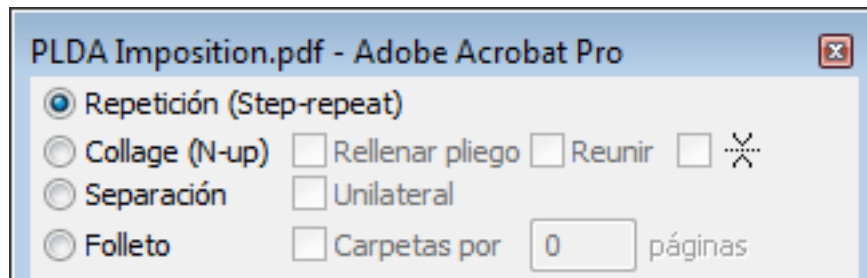 PLDA Imposition.pdf - Adobe Acrobat Pro
Repetición (Step-repeat)
Collage (N-up) Rellenar pliego Reunir
Separación Unilateral
Folleto Carpetas por 0 páginas